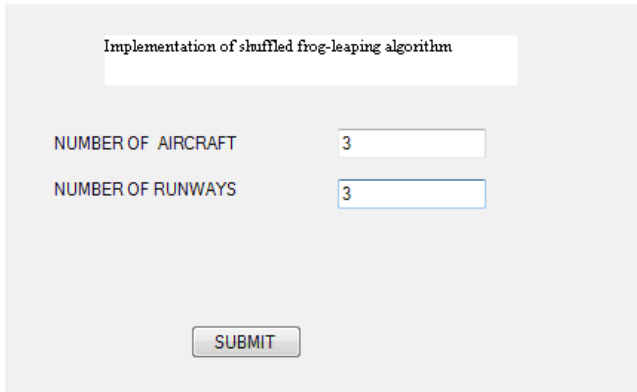 Implementation of shuffled frog-leaping algorithm
NUMBER OF AIRCRAFT 3
NUMBER OF RUNWAYS 3
SUBMIT